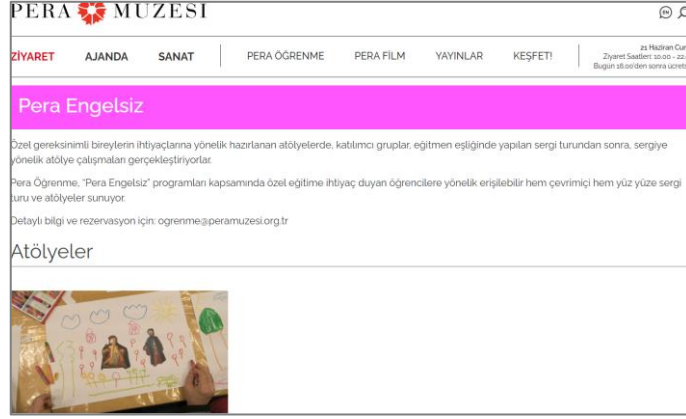 PERA MÜZESİ
EN
ZİYARET AJANDA SANAT PERA ÖĞRENME PERA FİLM YAYINLAR KEŞFET!
21 Haziran
Ziyaret Saatleri: 10.00 -
Bugün 18.00'den sonra
Pera Engelsiz
Özel gereksinimli bireylerin ihtiyaçlarına yönelik hazırlanan atölyelerde, katılımcı gruplar, eğitmen eşliğinde yapılan sergi turundan sonra, sergiye
yönelik atölye çalışmaları gerçekleştiriyorlar.
Pera Öğrenme, "Pera Engelsiz" programları kapsamında özel eğitime ihtiyaç duyan öğrencilere yönelik erişilebilir hem çevrimiçi hem yüz yüze sergi
turu ve atölyeler sunuyor.
Detaylı bilgi ve rezervasyon için: ogrenme@peramuzesi.org.tr
Atölyeler